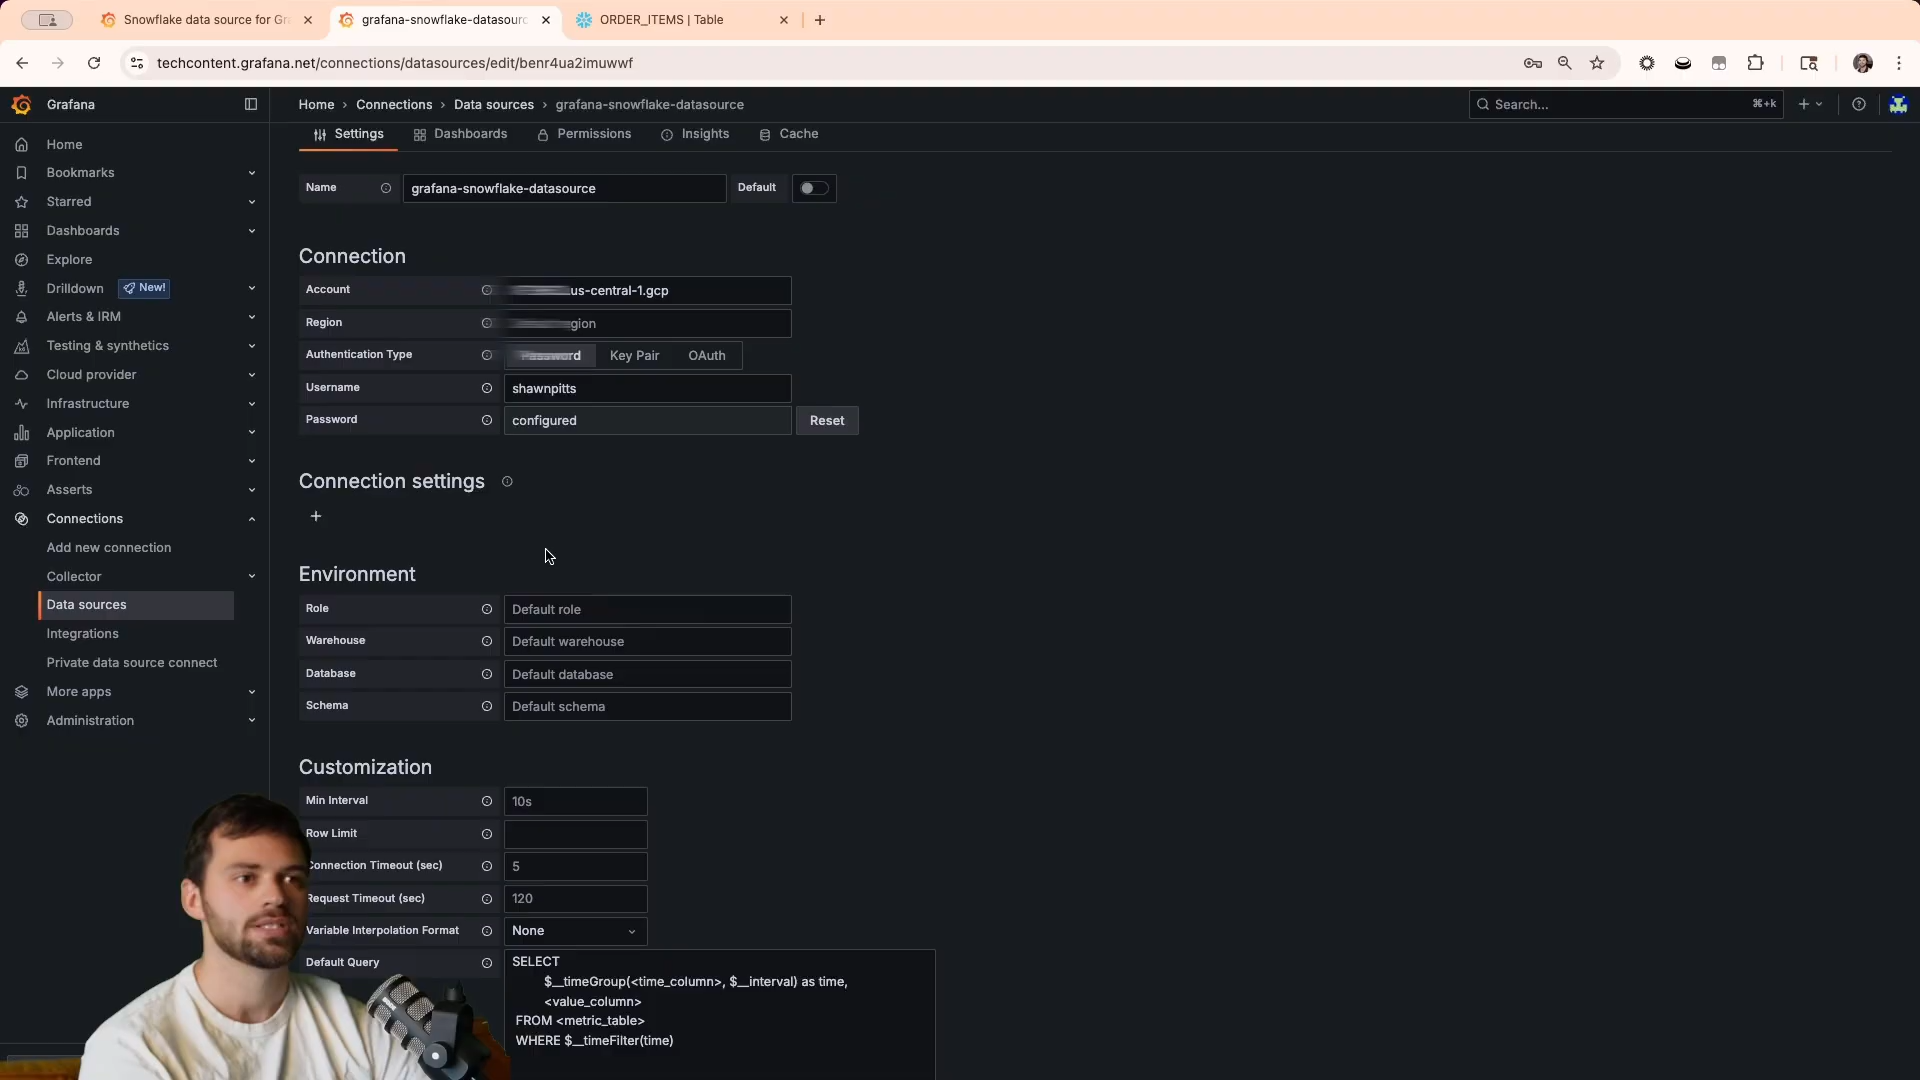 Snowflake data source for Gr
grafana-snowflake-datasourc
ORDER_ITEMS | Table
techcontent.grafana.net/connections/datasources/edit/benr4ua2imuwwf
Grafana
Home › Connections › Data sources › grafana-snowflake-datasource
Search...
⌘+k
Settings
Dashboards
Permissions
Insights
Cache
Home
Bookmarks
Starred
Dashboards
Explore
Drilldown
New!
Alerts & IRM
Testing & synthetics
Cloud provider
Infrastructure
Application
Frontend
Asserts
Connections
Add new connection
Collector
Data sources
Integrations
Private data source connect
More apps
Administration
Name
grafana-snowflake-datasource
Default
Connection
Account
us-central-1.gcp
Region
gion
Authentication Type
Password
Key Pair
OAuth
Username
shawnpitts
Password
configured
Reset
Connection settings
Environment
Role
Default role
Warehouse
Default warehouse
Database
Default database
Schema
Default schema
Customization
Min Interval
10s
Row Limit
Connection Timeout (sec)
5
Request Timeout (sec)
120
Variable Interpolation Format
None
Default Query
SELECT
$__timeGroup(<time_column>, $__interval) as time,
<value_column>
FROM <metric_table>
WHERE $__timeFilter(time)